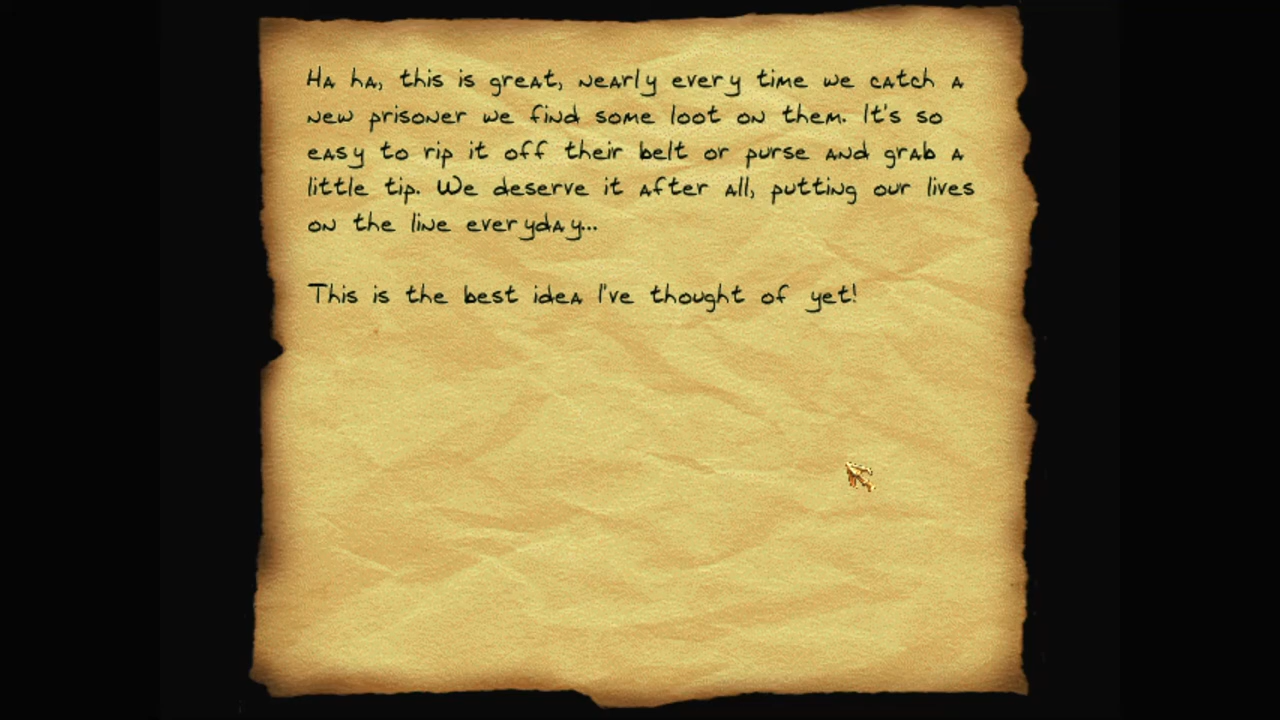 Ha ha, this is great, nearly every time we catch a
new prisoner we find some loot on them. It's so
easy to rip it off their belt or purse and grab a
little tip. We deserve it after all, putting our lives
on the line everyday...
This is the best idea I've thought of yet!